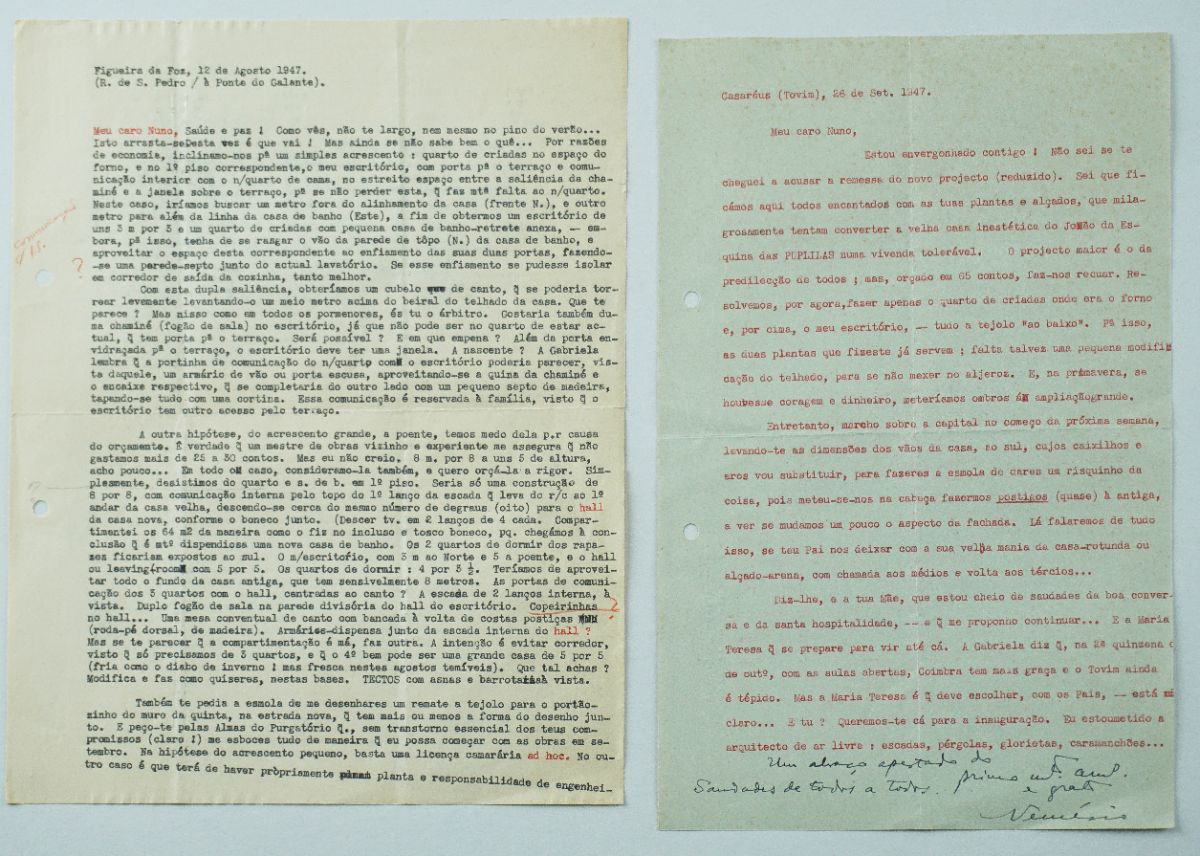 Figueira da Foz, 12 de Agosto 1947.
(R. de S. Pedro / à Ponte do Galante).
Meu caro Nuno, Saúde e paz ! Como vês, não te largo, nem mesmo no pino do verão...
Isto arrasta-seDesta vez é que vai ! Mas ainda se não sabe bem o quê... Por razões
de economia, inclinamo-nos pª um simples acrescento : quarto de criadas no espaço do
forno, e no lº piso correspondente,o meu escritório, com porta pª o terraço e comu-
nicação interior com o n/quarto de cama, no estreito espaço entre a saliência da cha-
miné e a janela sobre o terraço, pª se não perder esta, q̃ faz mtª falta ao n/quarto.
Neste caso, iríamos buscar um metro fora do alinhamento da casa (frente N.), e outro
metro para além da linha da casa de banho (Este), a fim de obtermos um escritório de
uns 3 m por 3 e um quarto de criadas com pequena casa de banho-retrete anexa, — em-
bora, pª isso, tenha de se rasgar o vão da parede de tôpo (N.) da casa de banho, e
aproveitar o espaço desta correspondente ao enfiamento das suas duas portas, fazendo-
? -se uma parede-septo junto do actual lavatório. Se esse enfiamento se pudesse isolar
em corredor de saída da cozinha, tanto melhor.
Com esta dupla saliência, obteríamos um cubelo de canto, q̃ se poderia tor-
rear levemente levantando-o um meio metro acima do beiral do telhado da casa. Que te
parece ? Mas nisso como em todos os pormenores, és tu o árbitro. Gostaria também du-
ma chaminé (fogão de sala) no escritório, já que não pode ser no quarto de estar ac-
tual, q̃ tem porta pª o terraço. Será possível ? E em que empena ? Além da porta en-
vidraçada pª o terraço, o escritório deve ter uma janela. A nascente ? A Gabriela
lembra q̃ a portinha de comunicação do n/quarto com o escritório poderia parecer, vis-
ta daquele, um armário de vão ou porta escusa, aproveitando-se a quina da chaminé e
o encaixe respectivo, q̃ se completaria do outro lado com um pequeno septo de madeira,
tapando-se tudo com uma cortina. Essa comunicação é reservada à família, visto q̃ o
escritório tem outro acesso pelo terraço.
A outra hipótese, do acrescento grande, a poente, temos medo dela p.r causa
do orçamento. É verdade q̃ um mestre de obras vizinho e experiente me assegura q̃ não
gastamos mais de 25 a 30 contos. Mas eu não creio. 8 m. por 8 a uns 5 de altura,
acho pouco... Em todo o caso, consideramo-la também, e quero orçá-la a rigor. Sim-
? plesmente, desistimos do quarto e s. de b. em lº piso. Seria só uma construção de
8 por 8, com comunicação interna pelo topo do 1º lanço da escada q̃ leva do r/c ao lº
andar da casa velha, descendo-se cerca do mesmo número de degraus (oito) para o hall
da casa nova, conforme o boneco junto. (Descer tv. em 2 lanços de 4 cada. Compar-
timentei os 64 m2 da maneira como o fiz no incluso e tosco boneco, pq. chegámos à con-
clusão q̃ é mtº dispendiosa uma nova casa de banho. Os 2 quartos de dormir dos rapa-
zes ficariam expostos ao sul. O m/escritório, com 3 m ao Norte e 5 a poente, e o hall
ou leaving-room com 5 por 5. Os quartos de dormir : 4 por 3 ½. Teríamos de aprovei-
tar todo o fundo da casa antiga, que tem sensivelmente 8 metros. As portas de comuni-
cação dos 3 quartos com o hall, centradas ao canto ? A escada de 2 lanços interna, à
vista. Duplo fogão de sala na parede divisória do hall do escritório. Copeirinhas ?
no hall... Uma mesa conventual de canto com bancada à volta de costas postiças
(roda-pé dorsal, de madeira). Armários-dispensa junto da escada interna do hall ?
Mas se te parecer q̃ a compartimentação é má, faz outra. A intenção é evitar corredor,
visto q̃ só precisamos de 3 quartos, e q̃ o 4º bem pode ser uma grande casa de 5 por 5
(fria como o diabo de inverno ! mas fresca nestes agostos temíveis). Que tal achas ?
Modifica e faz como quiseres, nestas bases. TECTOS com asnas e barrotaria à vista.
Também te pedia a esmola de me desenhares um remate a tejolo para o portão-
zinho do muro da quinta, na estrada nova, q̃ tem mais ou menos a forma do desenho jun-
to. E peço-te pelas Almas do Purgatório q̃., sem transtorno essencial dos teus com-
promissos (claro !) me esboces tudo de maneira q̃ eu possa começar com as obras em se-
tembro. Na hipótese do acrescento pequeno, basta uma licença camarária ad hoc. No ou-
tro caso é que terá de haver pròpriamente planta e responsabilidade de engenhei-
Casaréus (Tovim), 26 de Set. 1947.
Meu caro Nuno,
Estou envergonhado contigo ! Não sei se te
cheguei a acusar a remessa do novo projecto (reduzido). Sei que fi-
cámos aqui todos encantados com as tuas plantas e alçados, que mila-
grosamente tentam converter a velha casa inestética do João da Es-
quina das PUPILAS numa vivenda tolerável. O projecto maior é o da
predilecção de todos ; mas, orçado em 65 contos, faz-nos recuar. Re-
solvemos, por agora,fazer apenas o quarto de criadas onde era o forno
e, por cima, o meu escritório, — tudo a tejolo "ao baixo". Pª isso,
as duas plantas que fizeste já servem ; falta talvez uma pequena modifi
cação do telhado, para se não mexer no aljeroz. E, na primavera, se
houvesse coragem e dinheiro, meteríamos ombros á ampliaçãogrande.
Entretanto, marcho sobre a capital no começo da próxima semana,
levando-te as dimensões dos vãos da casa, no sul, cujos caixilhos e
aros vou substituir, para fazeres a esmola de dares um risquinho da
coisa, pois meteu-se-nos na cabeça fazermos postigos (quase) à antiga,
a ver se mudamos um pouco o aspecto da fachada. Lá falaremos de tudo
isso, se teu Pai nos deixar com a sua velha mania da casa-rotunda ou
alçado-arena, com chamada aos médios e volta aos tércios...
Diz-lhe, e a tua Mãe, que estou cheio de saudades da boa conver-
sa e da santa hospitalidade, — e q̃ me proponho continuar... E a Maria
Teresa q̃ se prepare para vir até cá. A Gabriela diz q̃, na 2ª quinzena
de outº, com as aulas abertas, Coimbra tem mais graça e o Tovim ainda
é tépido. Mas a Maria Teresa é q̃ deve escolher, com os Pais, — está
claro... E tu ? Queremos-te cá para a inauguração. Eu estoumetido a
arquitecto de ar livre : escadas, pérgolas, glorietas, caramanchões...
Um abraço apertado do
Saudades de todos a todos. primo mt. amº.
e grato
Nemésio